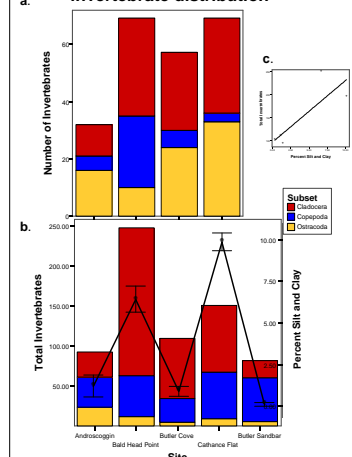 a.
Invertebrate distribution
60
40
20
0
Number of Invertebrates
c.
Total Invertebrates
Percent Silt and Clay
Subset
Cladocera
Copepoda
Ostracoda
b.
250.00
200.00
150.00
100.00
50.00
Total Invertebrates
10.00
7.50
5.00
Percent Silt and Clay
Androscoggin
Bald Head Point
Butler Cove
Cathance Flat
Butler Sandbar
Site